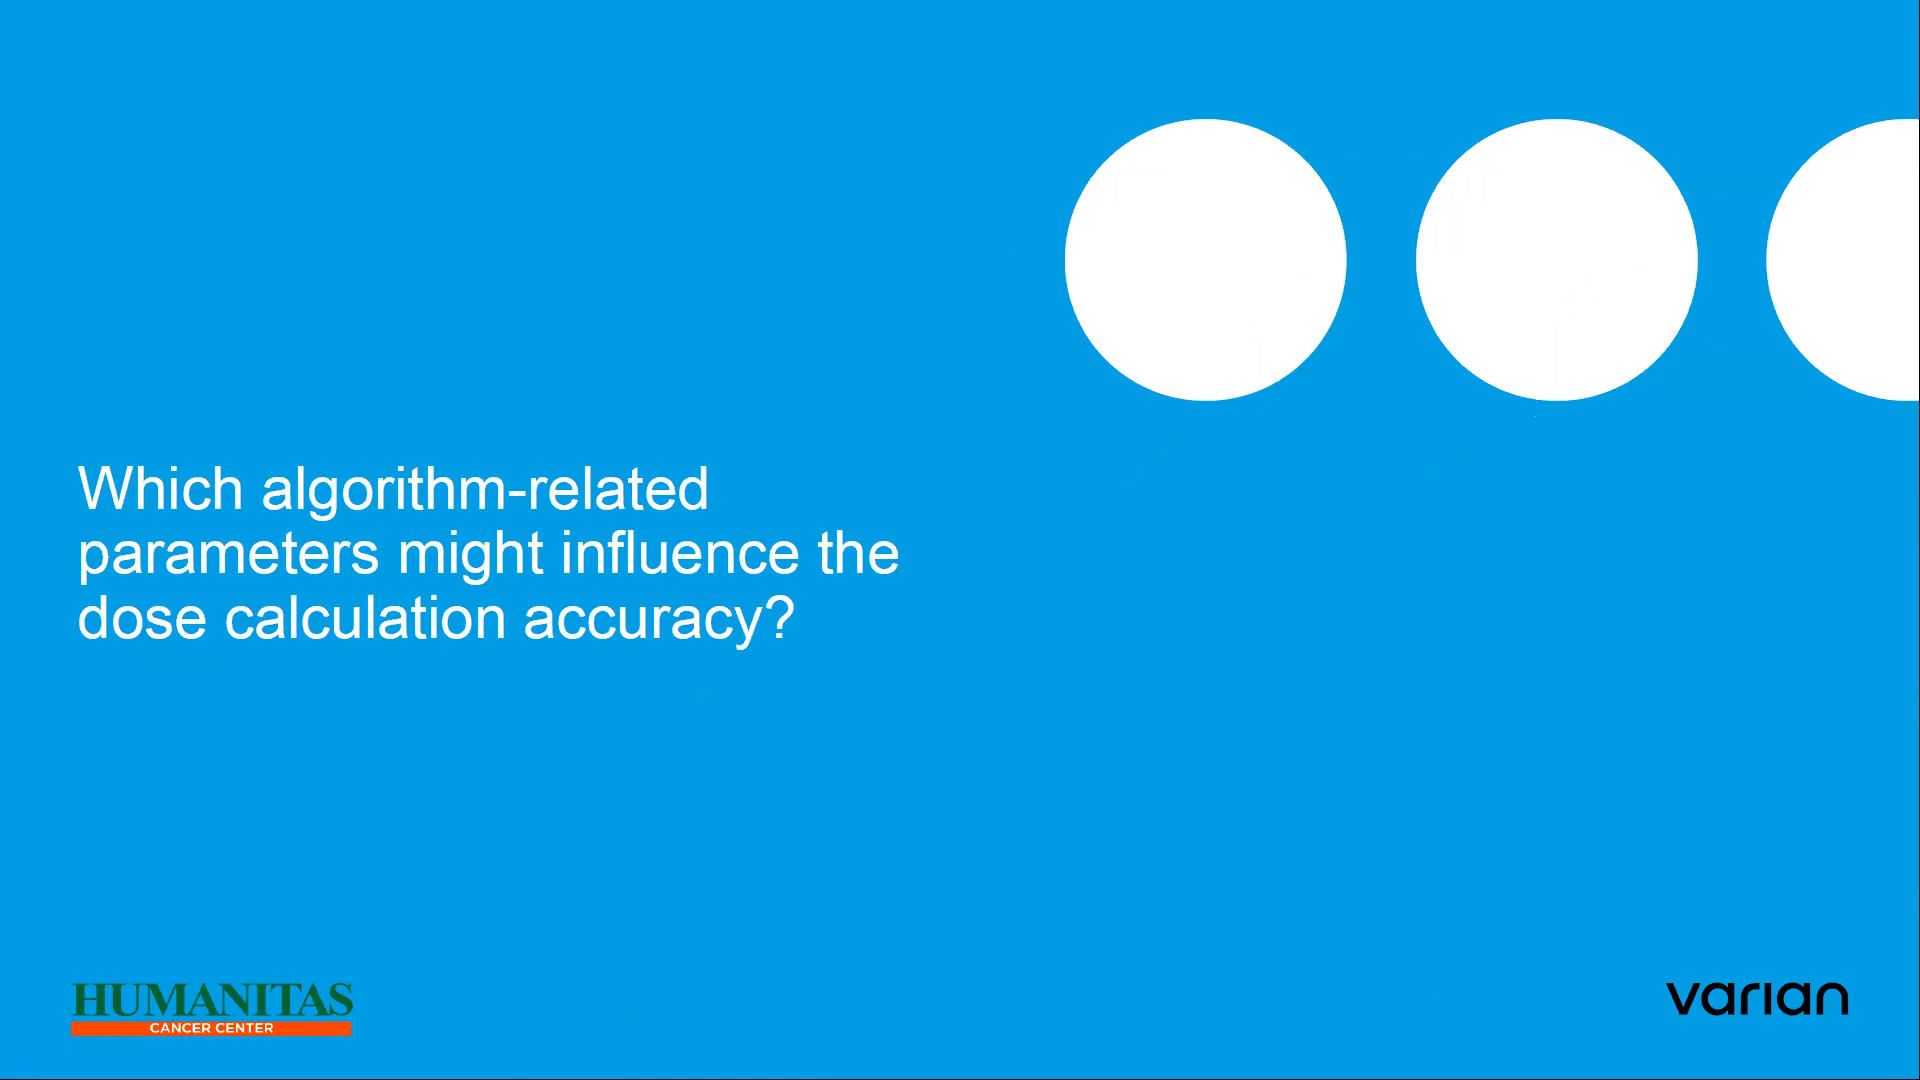 Which algorithm-related
parameters might influence the
dose calculation accuracy?
HUMANITAS
CANCER CENTER
varian